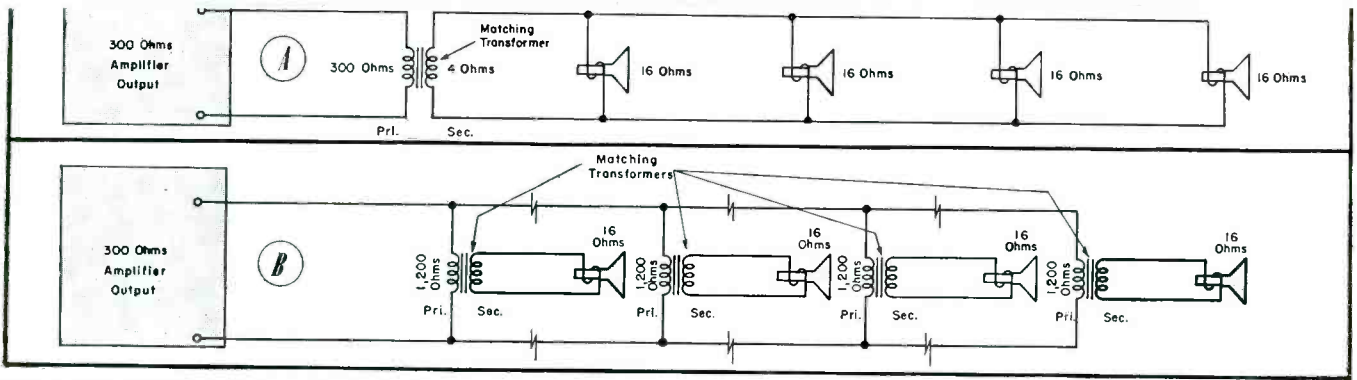 300 Ohms
Amplifier
Output
A
300 Ohms
Matching
Transformer
4 Ohms
Pri.
Sec.
16 Ohms
16 Ohms
16 Ohms
16 Ohms
300 Ohms
Amplifier
Output
B
Matching
Transformers
1,200
Ohms
Pri.
Sec.
16
Ohms
1,200
Ohms
Pri.
Sec.
16
Ohms
1,200
Ohms
Pri.
Sec.
16
Ohms
1,200
Ohms
Pri.
Sec.
16
Ohms